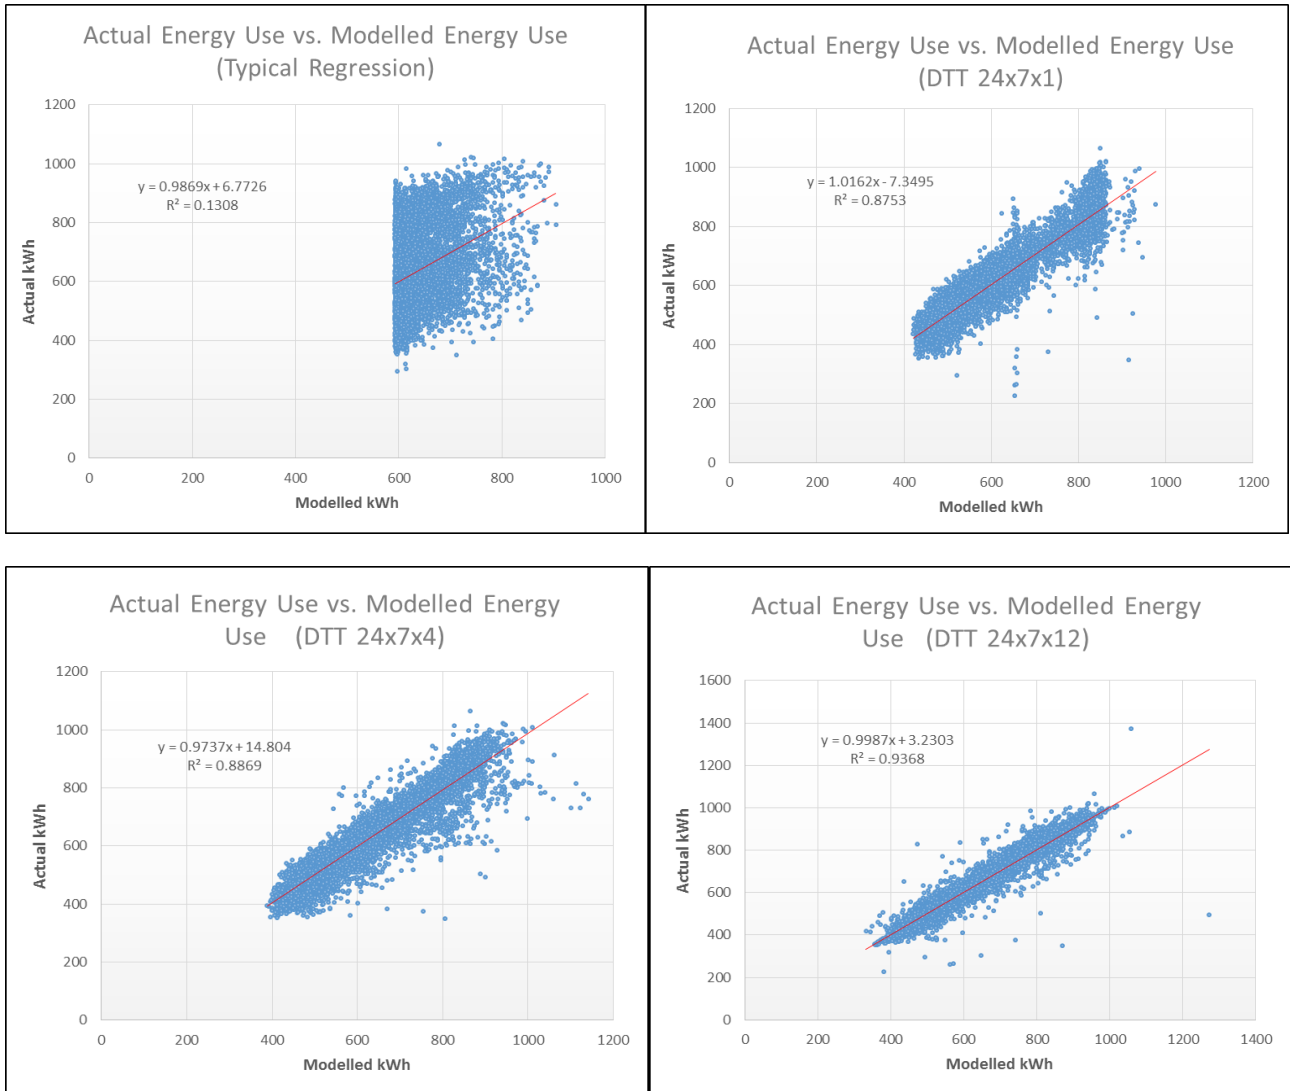 Actual Energy Use vs. Modelled Energy Use
(Typical Regression)
1200
1000
800
600
400
200
0
y = 0.9869x + 6.7726
R² = 0.1308
Actual kWh
0 200 400 600 800 1000
Modelled kWh
Actual Energy Use vs. Modelled Energy Use
(DTT 24x7x1)
1200
1000
800
600
400
200
0
y = 1.0162x - 7.3495
R² = 0.8753
Actual kWh
0 200 400 600 800 1000 1200
Modelled kWh
Actual Energy Use vs. Modelled Energy
Use (DTT 24x7x4)
1200
1000
800
600
400
200
0
y = 0.9737x + 14.804
R² = 0.8869
Actual kWh
0 200 400 600 800 1000 1200
Modelled kWh
Actual Energy Use vs. Modelled Energy
Use (DTT 24x7x12)
1600
1400
1200
1000
800
600
400
200
0
y = 0.9987x + 3.2303
R² = 0.9368
Actual kWh
0 200 400 600 800 1000 1200 1400
Modelled kWh